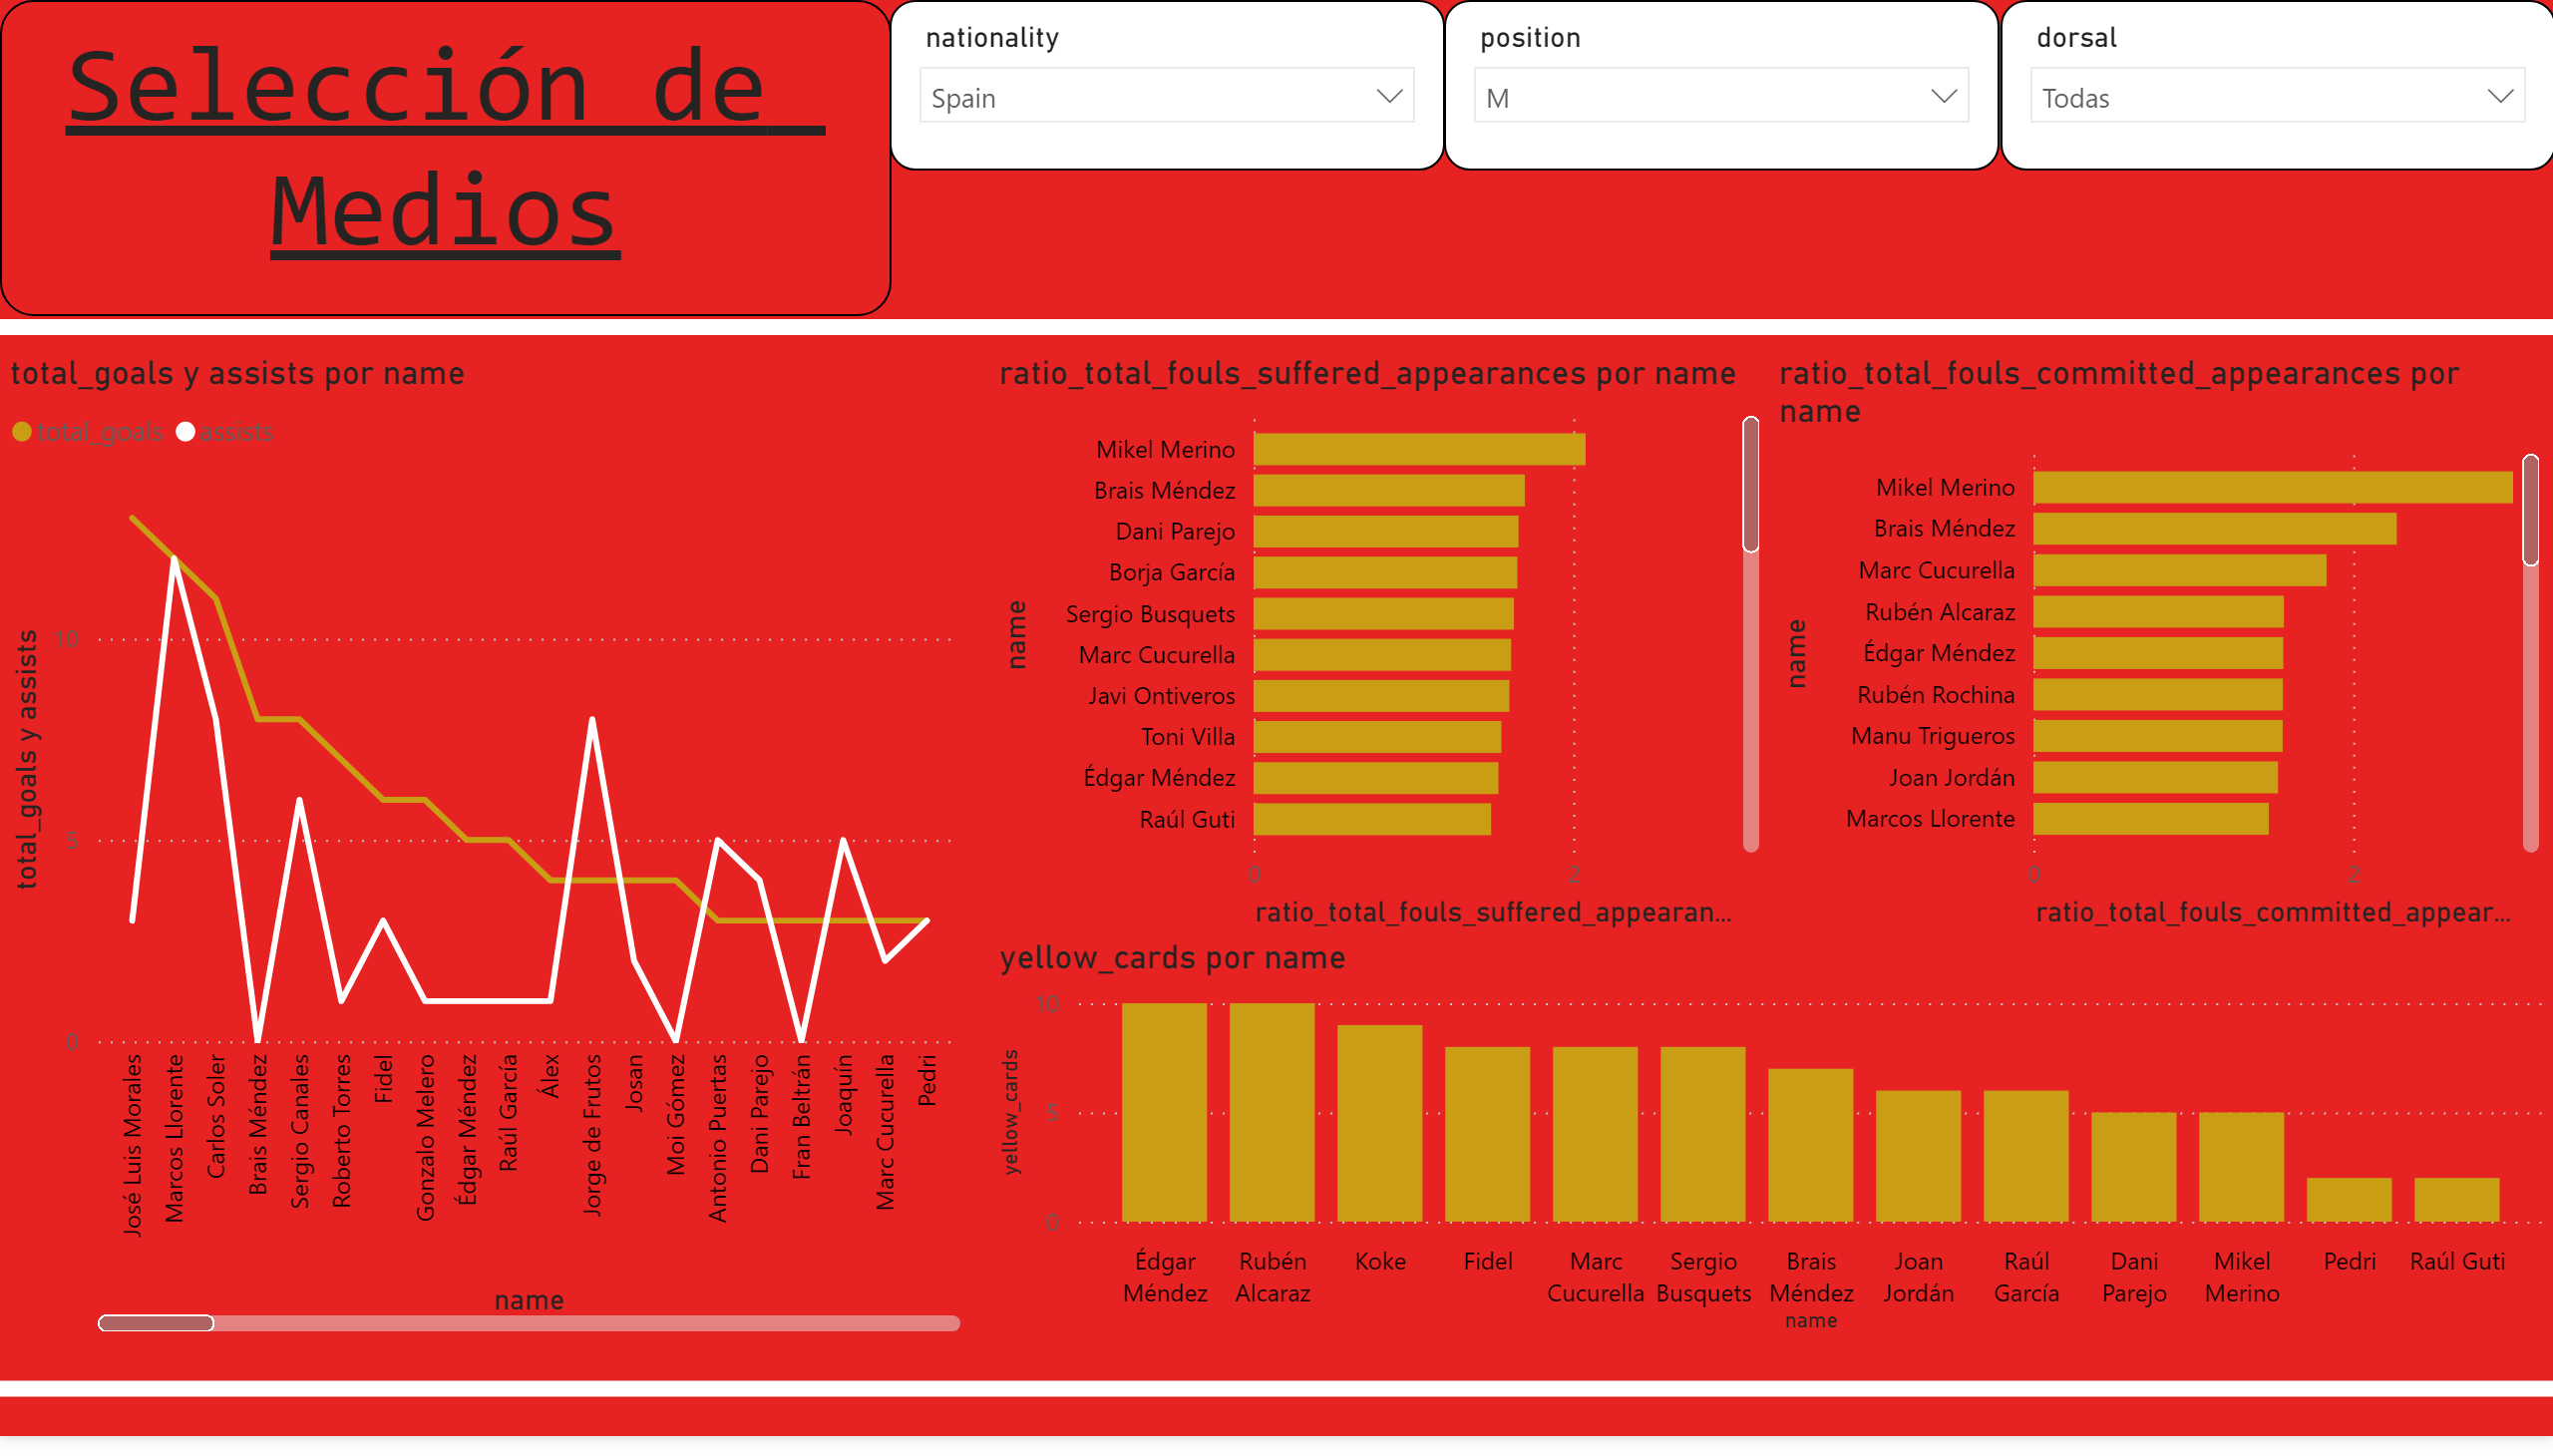 Selección de
Medios
nationality
Spain
position
M
dorsal
Todas
total_goals y assists por name
total_goals
assists
total_goals y assists
10
5
0
José Luis Morales
Marcos Llorente
Carlos Soler
Brais Méndez
Sergio Canales
Roberto Torres
Fidel
Gonzalo Melero
Édgar Méndez
Raúl García
Álex
Jorge de Frutos
Josan
Moi Gómez
Antonio Puertas
Dani Parejo
Fran Beltrán
Joaquín
Marc Cucurella
Pedri
name
ratio_total_fouls_suffered_appearances por name
name
Mikel Merino
Brais Méndez
Dani Parejo
Borja García
Sergio Busquets
Marc Cucurella
Javi Ontiveros
Toni Villa
Édgar Méndez
Raúl Guti
0
2
ratio_total_fouls_suffered_appearan...
ratio_total_fouls_committed_appearances por
name
name
Mikel Merino
Brais Méndez
Marc Cucurella
Rubén Alcaraz
Édgar Méndez
Rubén Rochina
Manu Trigueros
Joan Jordán
Marcos Llorente
0
2
ratio_total_fouls_committed_appear...
yellow_cards por name
yellow_cards
10
5
0
Édgar
Méndez
Rubén
Alcaraz
Koke
Fidel
Marc
Cucurella
Sergio
Busquets
Brais
Méndez
Joan
Jordán
Raúl
García
Dani
Parejo
Mikel
Merino
Pedri
Raúl Guti
name